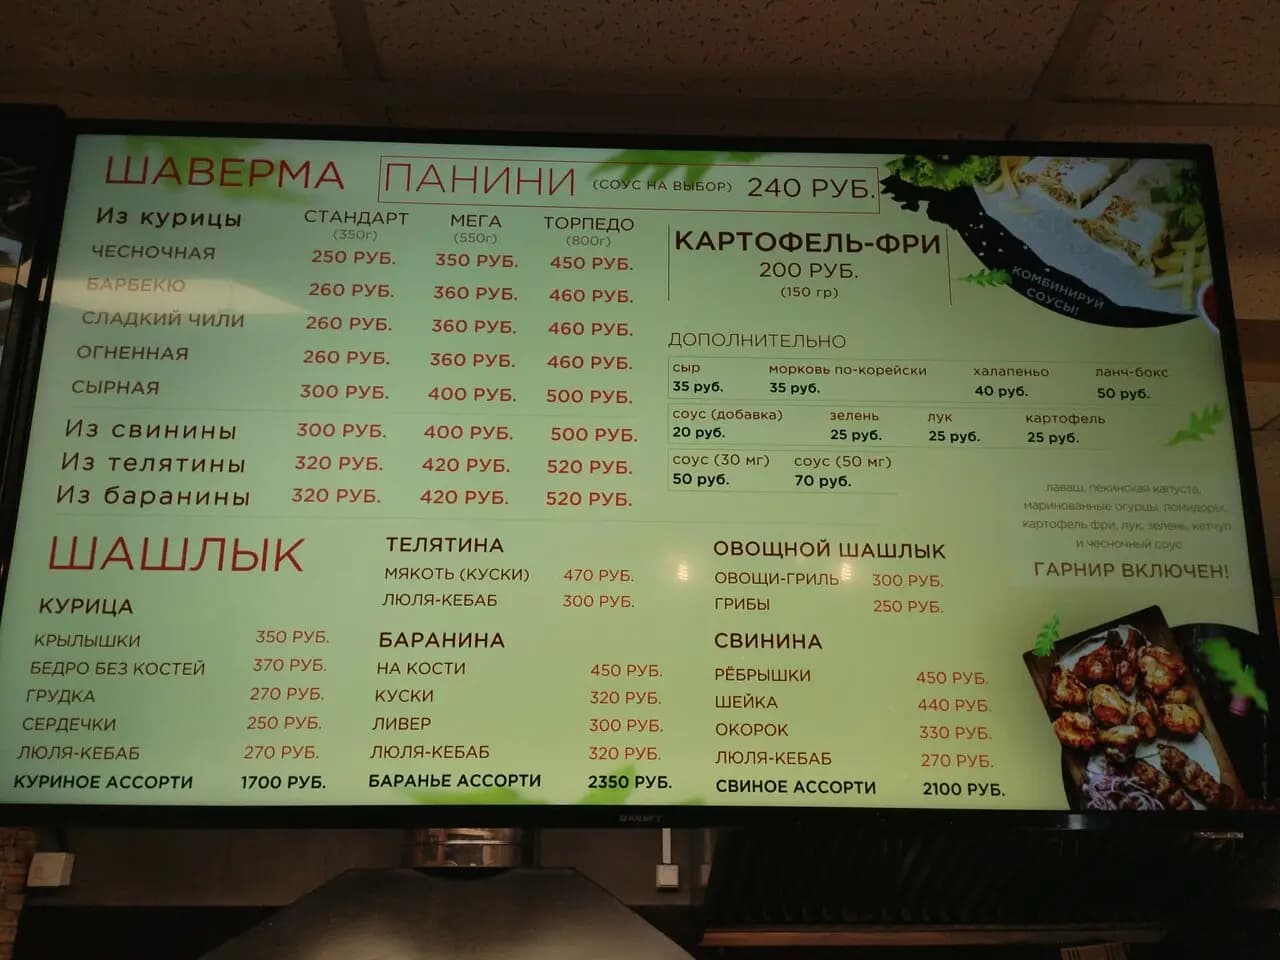 ШАВЕРМА
ПАНИНИ (СОУС НА ВЫБОР) 240 РУБ.
Из курицы СТАНДАРТ МЕГА ТОРПЕДО
(350г) (550г) (800г)
ЧЕСНОЧНАЯ 250 РУБ. 350 РУБ. 450 РУБ.
БАРБЕКЮ 260 РУБ. 360 РУБ. 460 РУБ.
СЛАДКИЙ ЧИЛИ 260 РУБ. 360 РУБ. 460 РУБ.
ОГНЕННАЯ 260 РУБ. 360 РУБ. 460 РУБ.
СЫРНАЯ 300 РУБ. 400 РУБ. 500 РУБ.
Из свинины 300 РУБ. 400 РУБ. 500 РУБ.
Из телятины 320 РУБ. 420 РУБ. 520 РУБ.
Из баранины 320 РУБ. 420 РУБ. 520 РУБ.
КАРТОФЕЛЬ-ФРИ
200 РУБ.
(150 гр)
КОМБИНИРУЙ
СОУСЫ!
ДОПОЛНИТЕЛЬНО
сыр морковь по-корейски халапеньо ланч-бокс
35 руб. 35 руб. 40 руб. 50 руб.
соус (добавка) зелень лук картофель
20 руб. 25 руб. 25 руб. 25 руб.
соус (30 мг) соус (50 мг)
50 руб. 70 руб.
лаваш, пекинская капуста,
маринованные огурцы, помидоры,
картофель фри, лук, зелень, кетчуп
и чесночный соус
ГАРНИР ВКЛЮЧЕН!
ШАШЛЫК
КУРИЦА
КРЫЛЫШКИ 350 РУБ.
БЕДРО БЕЗ КОСТЕЙ 370 РУБ.
ГРУДКА 270 РУБ.
СЕРДЕЧКИ 250 РУБ.
ЛЮЛЯ-КЕБАБ 270 РУБ.
КУРИНОЕ АССОРТИ 1700 РУБ.
ТЕЛЯТИНА
МЯКОТЬ (КУСКИ) 470 РУБ.
ЛЮЛЯ-КЕБАБ 300 РУБ.
БАРАНИНА
НА КОСТИ 450 РУБ.
КУСКИ 320 РУБ.
ЛИВЕР 300 РУБ.
ЛЮЛЯ-КЕБАБ 320 РУБ.
БАРАНЬЕ АССОРТИ 2350 РУБ.
ОВОЩНОЙ ШАШЛЫК
ОВОЩИ-ГРИЛЬ 300 РУБ.
ГРИБЫ 250 РУБ.
СВИНИНА
РЁБРЫШКИ 450 РУБ.
ШЕЙКА 440 РУБ.
ОКОРОК 330 РУБ.
ЛЮЛЯ-КЕБАБ 270 РУБ.
СВИНОЕ АССОРТИ 2100 РУБ.